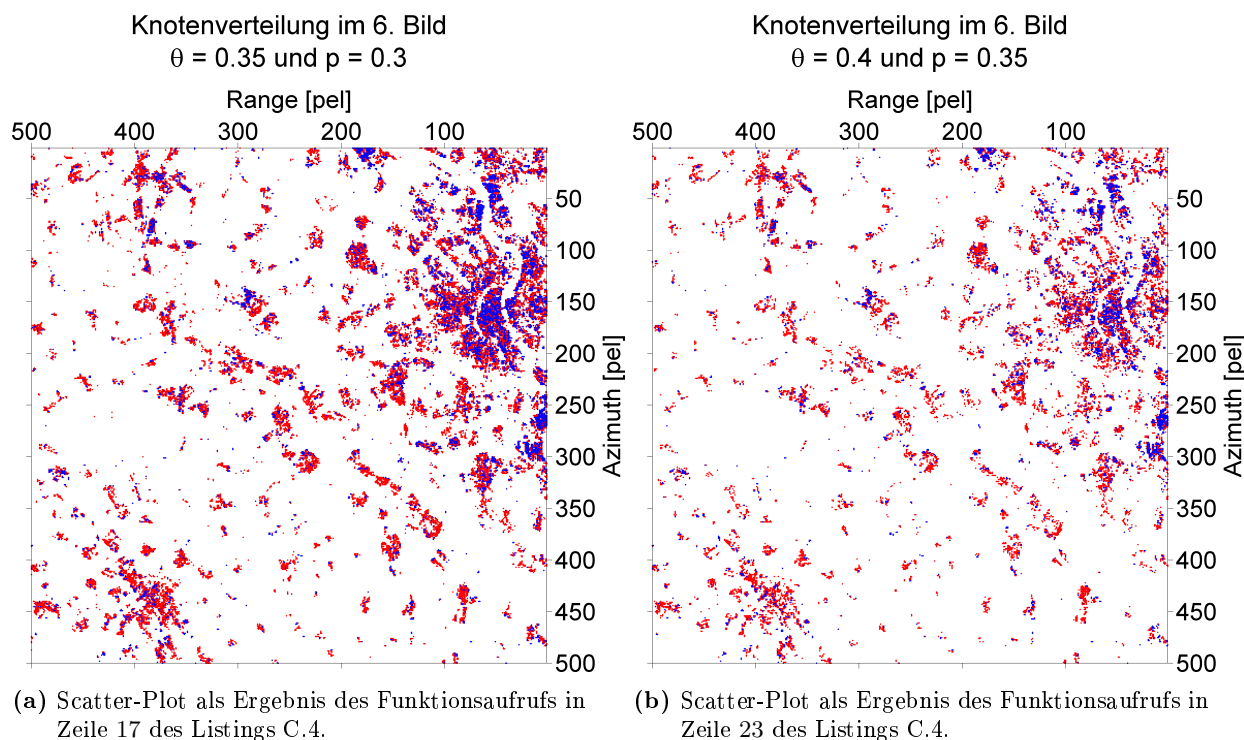 Knotenverteilung im 6. Bild
θ = 0.35 und p = 0.3
Range [pel]
500 400 300 200 100
50
100
150
200
250
300
350
400
450
500
Azimuth [pel]
(a) Scatter-Plot als Ergebnis des Funktionsaufrufs in
Zeile 17 des Listings C.4.
Knotenverteilung im 6. Bild
θ = 0.4 und p = 0.35
Range [pel]
500 400 300 200 100
50
100
150
200
250
300
350
400
450
500
Azimuth [pel]
(b) Scatter-Plot als Ergebnis des Funktionsaufrufs in
Zeile 23 des Listings C.4.